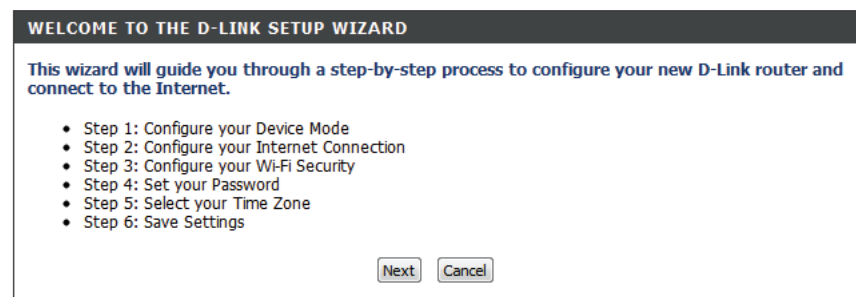 WELCOME TO THE D-LINK SETUP WIZARD
This wizard will guide you through a step-by-step process to configure your new D-Link router and
connect to the Internet.
• Step 1: Configure your Device Mode
• Step 2: Configure your Internet Connection
• Step 3: Configure your Wi-Fi Security
• Step 4: Set your Password
• Step 5: Select your Time Zone
• Step 6: Save Settings
Next Cancel